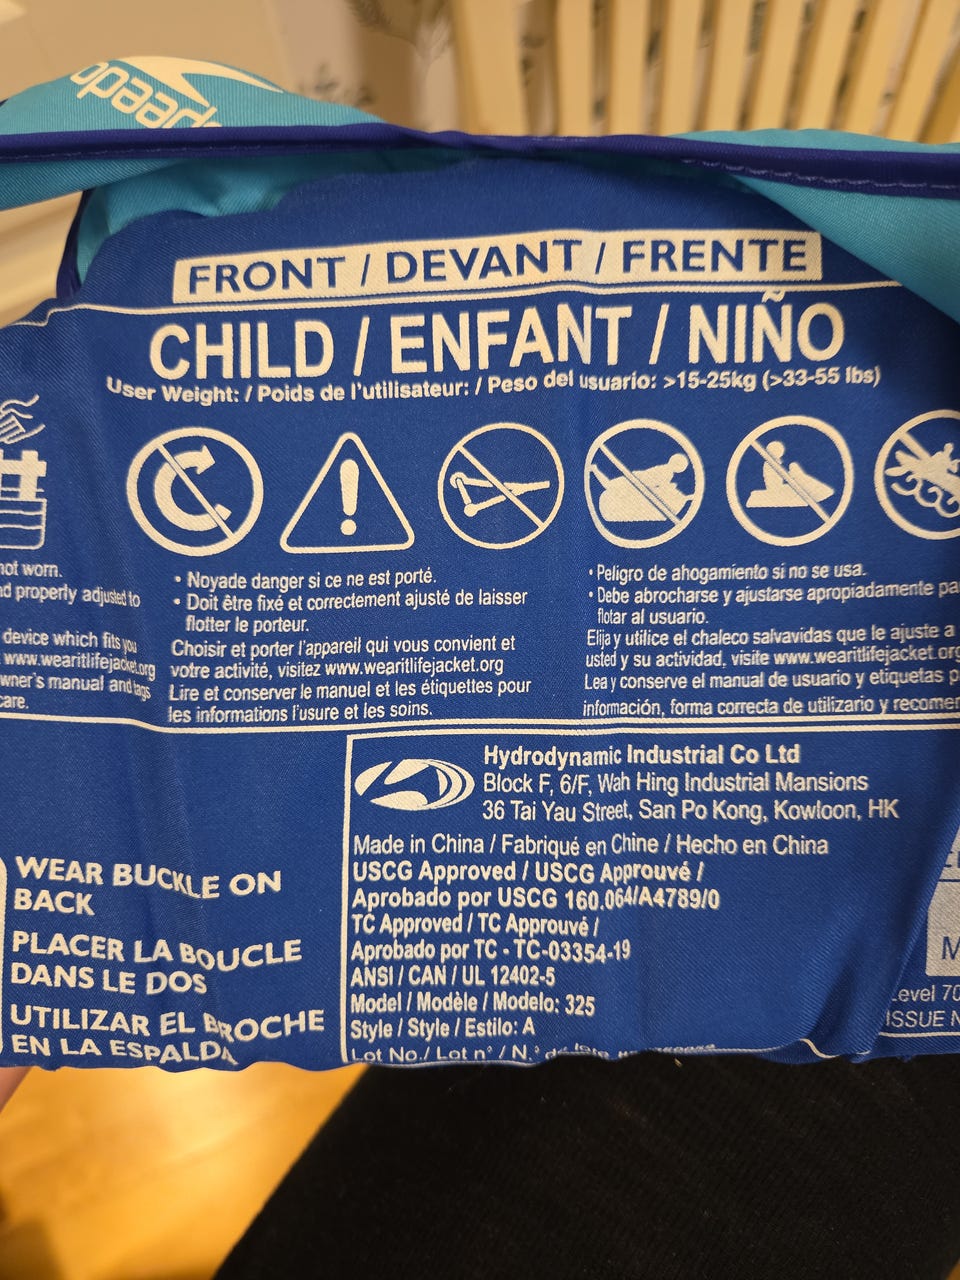 speedo
FRONT / DEVANT / FRENTE
CHILD / ENFANT / NIÑO
User Weight: / Poids de l'utilisateur: / Peso del usuario: >15-25kg (>33-55 lbs)
not worn.
properly adjusted to
device which fits you
www.wearitlifejacket.org
owner's manual and tags
care.
• Noyade danger si ce ne est porté.
• Doit être fixé et correctement ajusté de laisser
flotter le porteur.
Choisir et porter l'appareil qui vous convient et
votre activité, visitez www.wearitlifejacket.org
Lire et conserver le manuel et les étiquettes pour
les informations l'usure et les soins.
• Peligro de ahogamiento si no se usa.
• Debe abrocharse y ajustarse apropiadamente
flotar al usuario.
Elija y utilice el chaleco salvavidas que le ajuste a
usted y su actividad, visite www.wearitlifejacket.org
Lea y conserve el manual de usuario y etiquetas
información, forma correcta de utilizario y
WEAR BUCKLE ON
BACK
PLACER LA BOUCLE
DANS LE DOS
UTILIZAR EL BROCHE
EN LA ESPALDA
Hydrodynamic Industrial Co Ltd
Block F, 6/F, Wah Hing Industrial Mansions
36 Tai Yau Street, San Po Kong, Kowloon, HK
Made in China / Fabriqué en Chine / Hecho en China
USCG Approved / USCG Approuvé /
Aprobado por USCG 160.064/A4789/0
TC Approved / TC Approuvé /
Aprobado por TC - TC-03354-19
ANSI / CAN / UL 12402-5
Model / Modèle / Modelo: 325
Style / Style / Estilo: A
Lot No./ Lot n° / N.°
Level 70
ISSUE